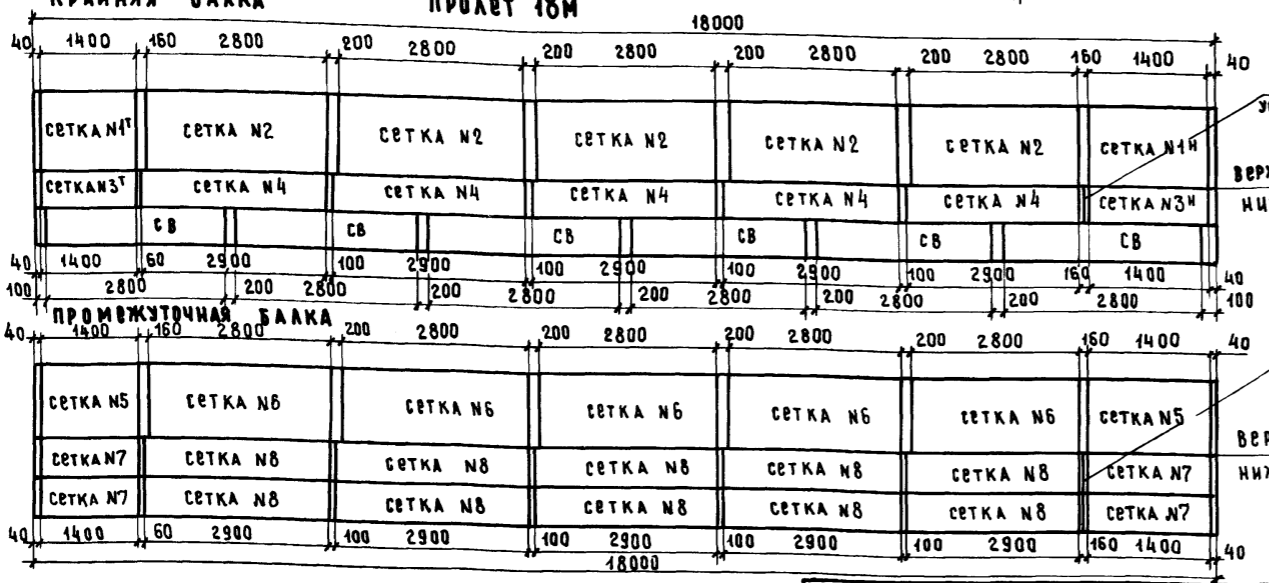 КРАЙНЯЯ БАЛКА ПРОЛЕТ 18М
18000
40 1400 160 2800 200 2800 200 2800 200 2800 200 2800 160 1400 40
СЕТКА N1Т СЕТКА N2 СЕТКА N2 СЕТКА N2 СЕТКА N2 СЕТКА N2 СЕТКА N1Н
СЕТКА N3Т СЕТКА N4 СЕТКА N4 СЕТКА N4 СЕТКА N4 СЕТКА N4 СЕТКА N3Н
СВ СВ СВ СВ СВ СВ
40 1400 60 2900 100 2900 100 2900 100 2900 100 2900 160 1400 40
100 2800 200 2800 200 2800 200 2800 200 2800 200 2800 100
ПРОМЕЖУТОЧНАЯ БАЛКА
40 1400 160 2800 200 2800 200 2800 200 2800 200 2800 160 1400 40
СЕТКА N5 СЕТКА N6 СЕТКА N6 СЕТКА N6 СЕТКА N6 СЕТКА N6 СЕТКА N5
СЕТКА N7 СЕТКА N8 СЕТКА N8 СЕТКА N8 СЕТКА N8 СЕТКА N8 СЕТКА N7
СЕТКА N7 СЕТКА N8 СЕТКА N8 СЕТКА N8 СЕТКА N8 СЕТКА N8 СЕТКА N7
40 1400 60 2900 100 2900 100 2900 100 2900 100 2900 160 1400 40
18000